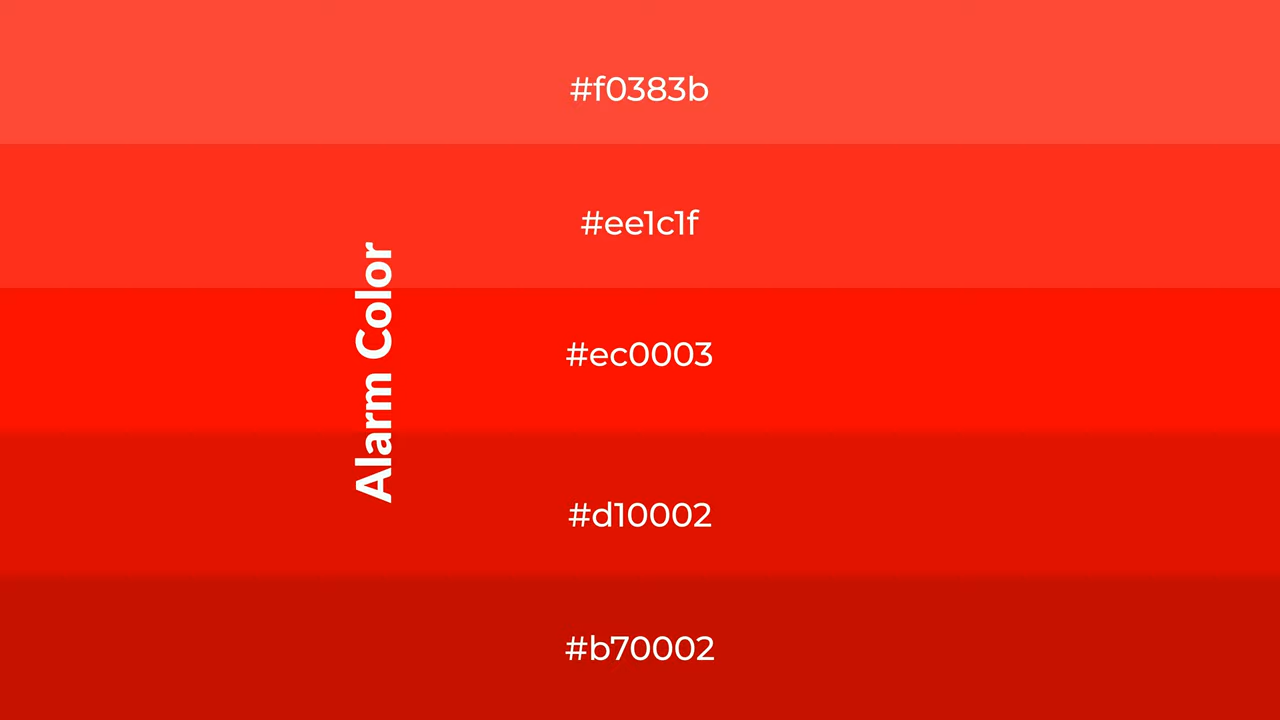 #f0383b
#ee1c1f
Alarm Color
#ec0003
#d10002
#b70002